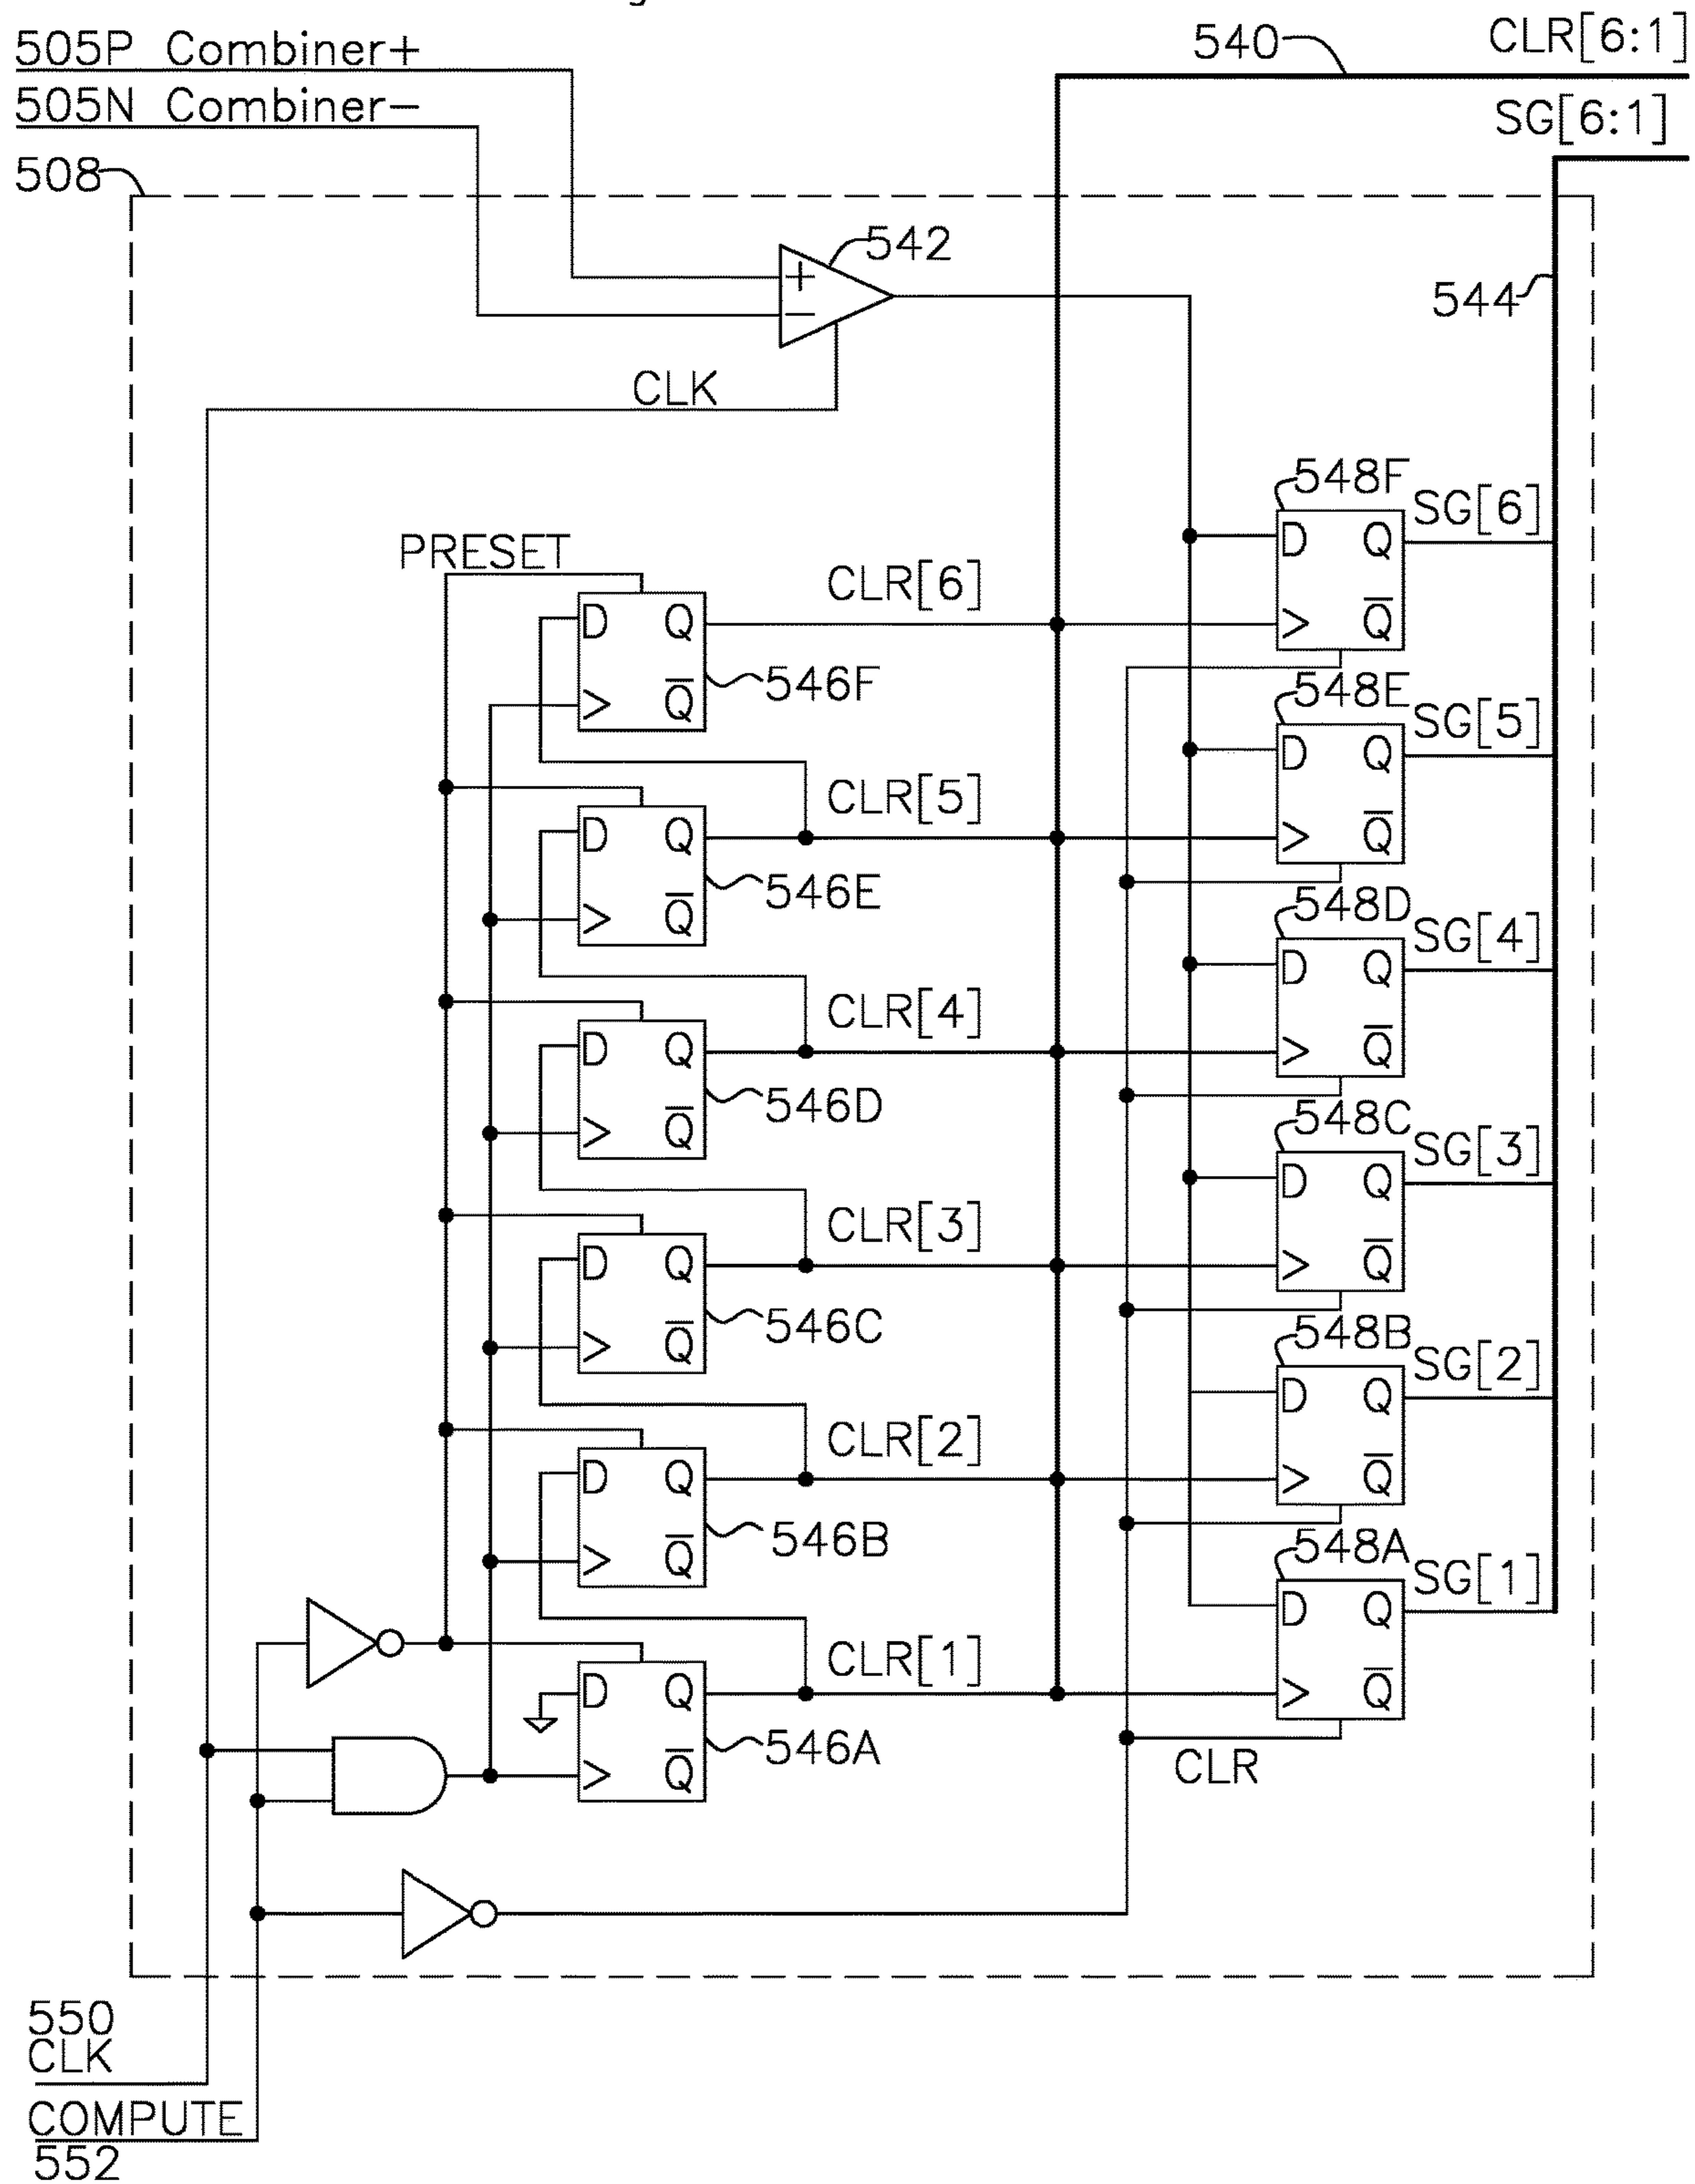 505P Combiner+
540
CLR[6:1]
505N Combiner-
SG[6:1]
508
542
+
-
544
CLK
548F
SG[6]
D Q
PRESET
CLR[6]
D Q
Q
546F
Q
548E
SG[5]
D Q
CLR[5]
D Q
Q
546E
Q
548D
SG[4]
D Q
CLR[4]
D Q
Q
546D
Q
548C
SG[3]
D Q
CLR[3]
D Q
Q
546C
Q
548B
SG[2]
D Q
CLR[2]
D Q
Q
546B
Q
548A
SG[1]
D Q
CLR[1]
D Q
Q
546A
Q
CLR
550
CLK
COMPUTE
552